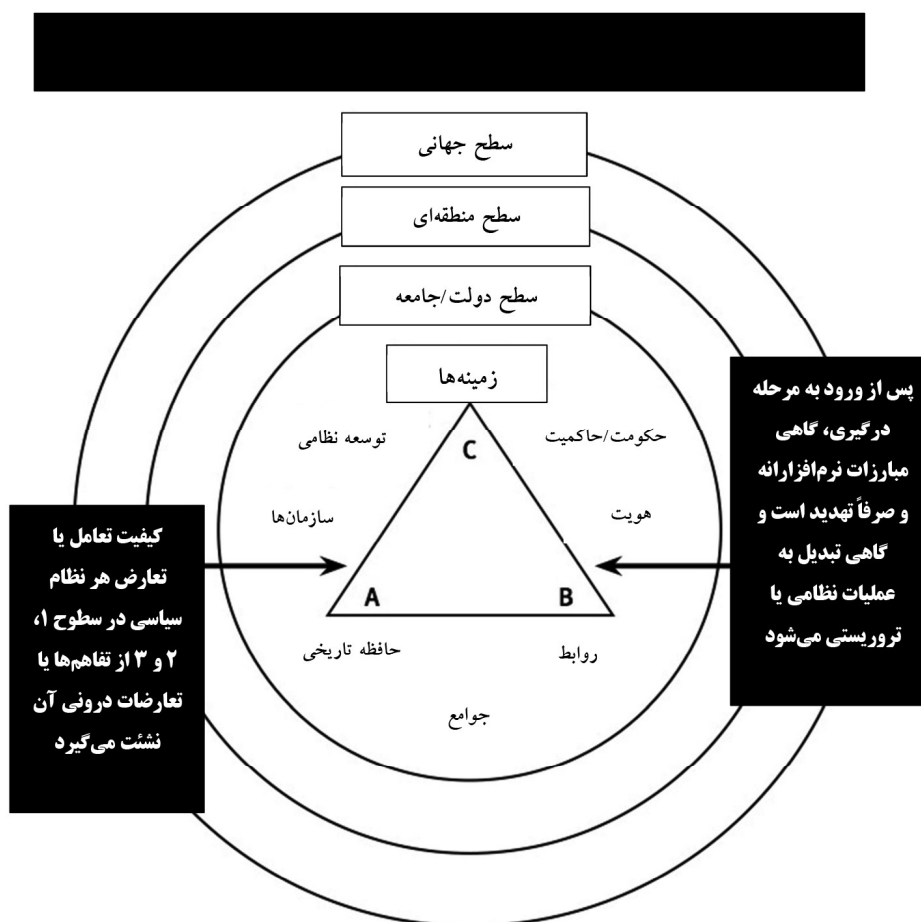 سطح جهانی
سطح منطقه‌ای
سطح دولت/جامعه
زمینه‌ها
حکومت/حاکمیت
توسعه نظامی
C
هویت
سازمان‌ها
A
B
حافظه تاریخی
روابط
جوامع
پس از ورود به مرحله
درگیری، گاهی
مبارزات نرم‌افزارانه
و صرفاً تهدید است و
گاهی تبدیل به
عملیات نظامی یا
تروریستی می‌شود
کیفیت تعامل یا
تعارض هر نظام
سیاسی در سطوح ۱،
۲ و ۳ از تفاهم‌ها یا
تعارضات درونی آن
نشئت می‌گیرد